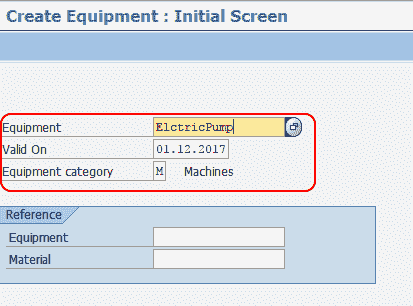 Create Equipment : Initial Screen
Equipment ElctricPump
Valid On 01.12.2017
Equipment category M Machines
Reference
Equipment
Material